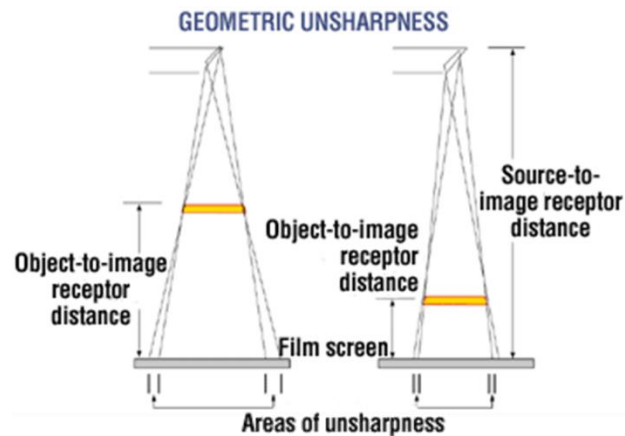 GEOMETRIC UNSHARPNESS
Object-to-image
receptor
distance
Object-to-image
receptor
distance
Source-to-
image receptor
distance
Film screen
Areas of unsharpness